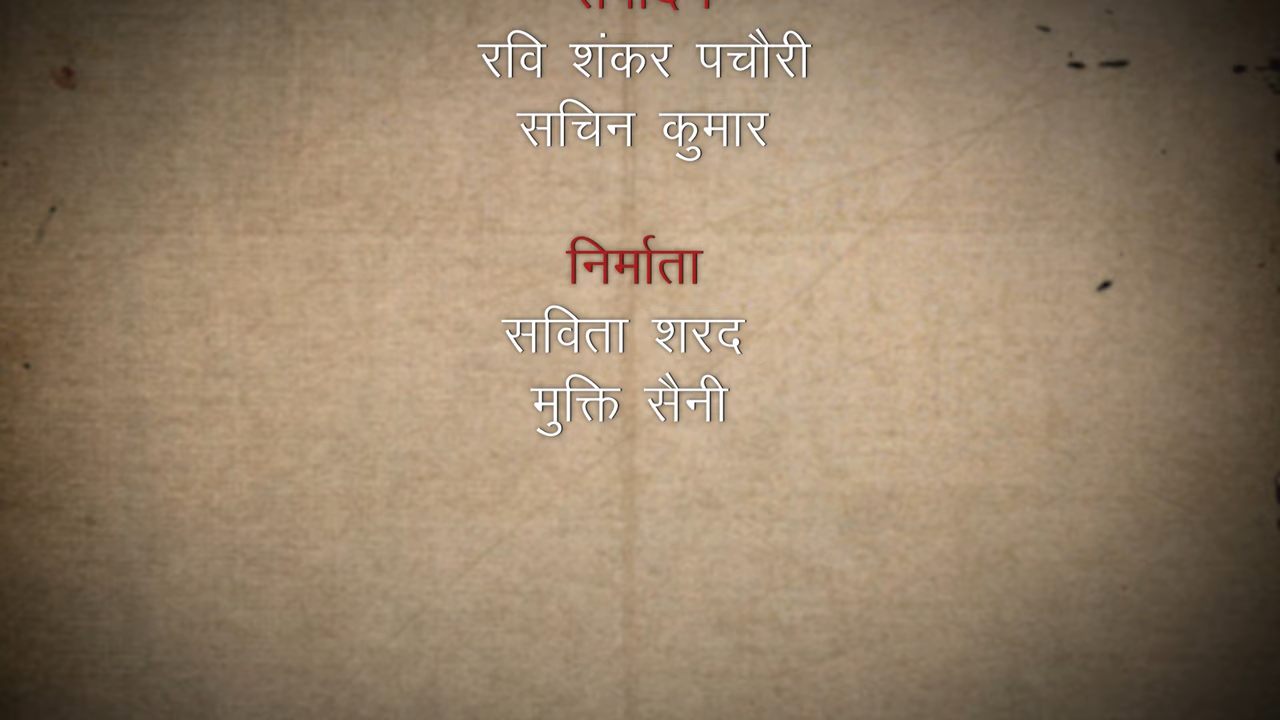 रवि शंकर पचौरी
सचिन कुमार
निर्माता
सविता शरद
मुक्ति सैनी